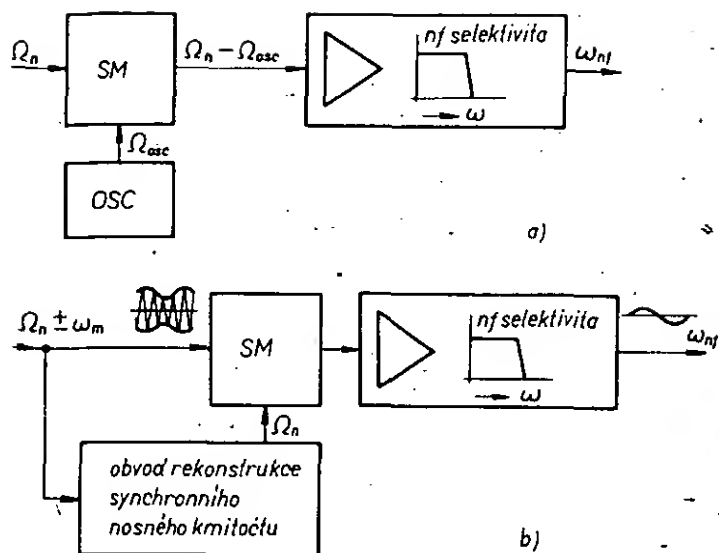 Ωn
SM
Ωn − Ωosc
nf selektivita
ω
ωnf
Ωosc
OSC
a)
Ωn ± ωm
SM
nf selektivita
ω
ωnf
Ωn
obvod rekonstrukce
synchronního
nosného kmitočtu
b)